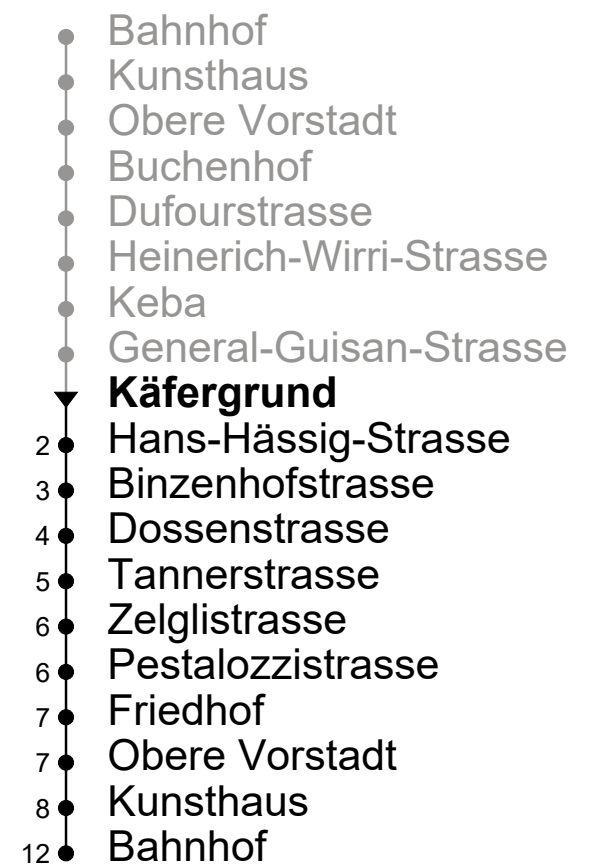 Bahnhof
Kunsthaus
Obere Vorstadt
Buchenhof
Dufourstrasse
Heinerich-Wirri-Strasse
Keba
General-Guisan-Strasse
Käfergrund
2 Hans-Hässig-Strasse
3 Binzenhofstrasse
4 Dossenstrasse
5 Tannerstrasse
6 Zelglistrasse
6 Pestalozzistrasse
7 Friedhof
7 Obere Vorstadt
8 Kunsthaus
12 Bahnhof